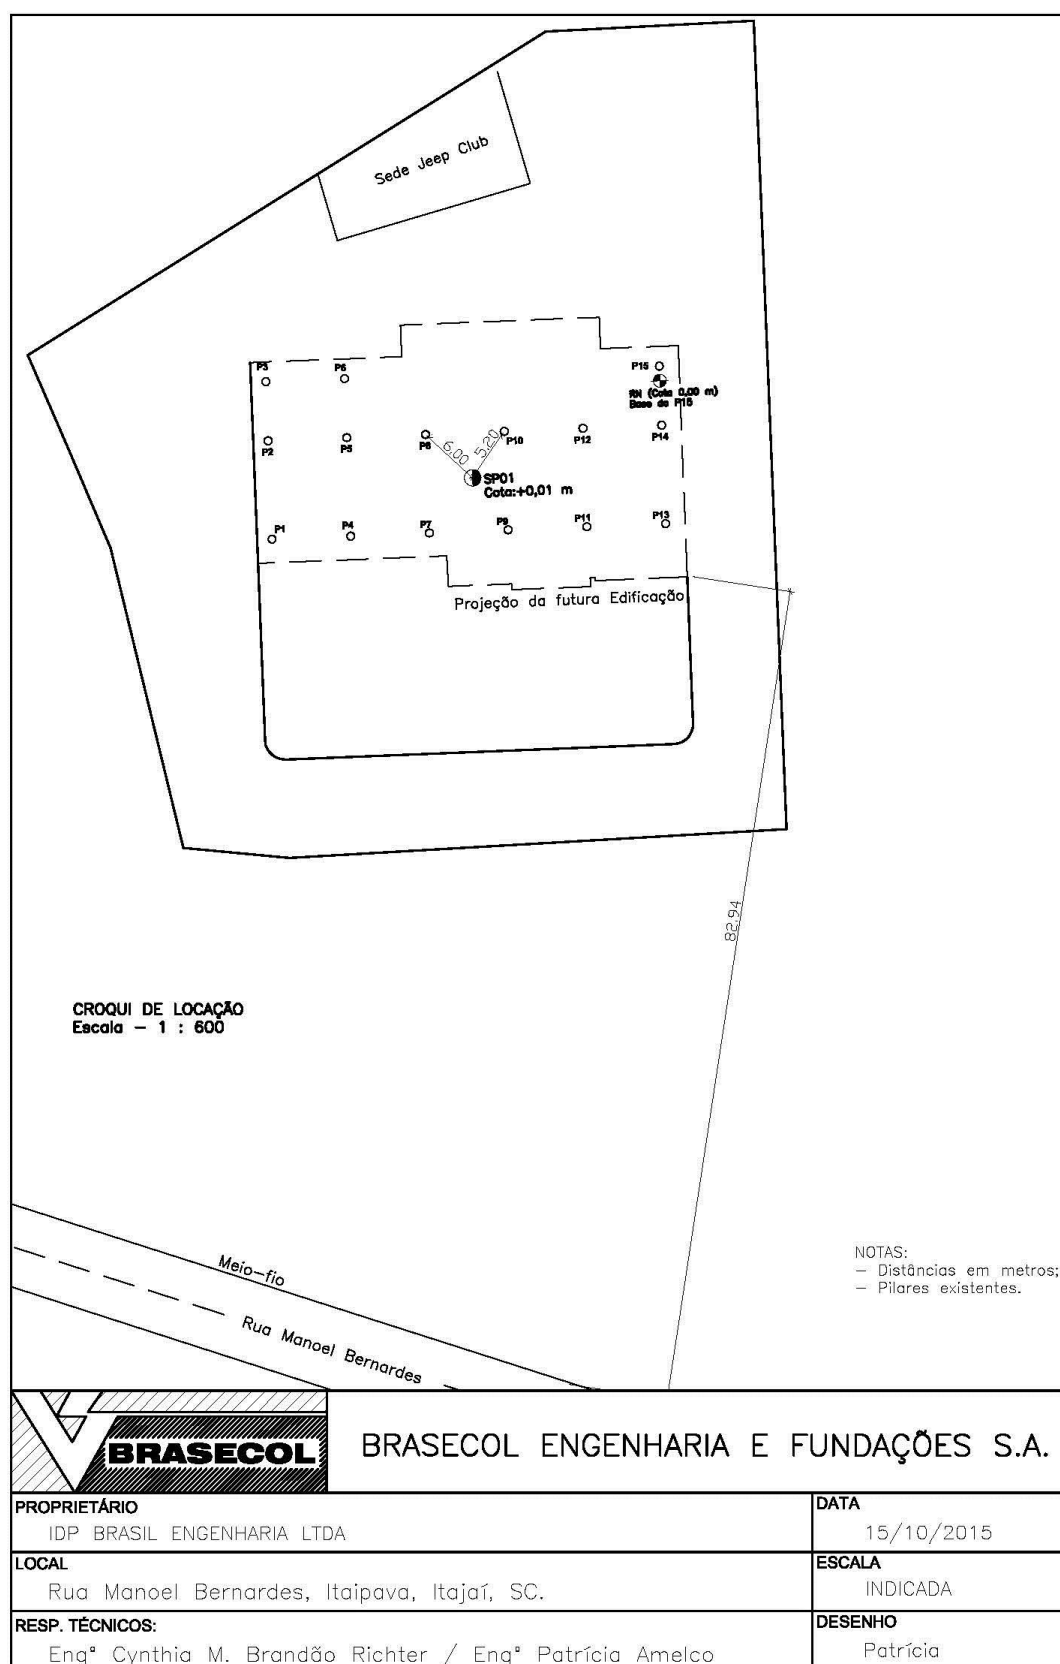 Sede Jeep Club
P3
P6
P15
RN (Cota 0,00 m)
Base do P15
P2
P5
P8
6,00
5,20
P10
P12
P14
SP01
Cota:+0,01 m
P1
P4
P7
P9
P11
P13
Projeção da futura Edificação
82,94
CROQUI DE LOCAÇÃO
Escala – 1 : 600
NOTAS:
– Distâncias em metros;
– Pilares existentes.
Meio–fio
Rua Manoel Bernardes
BRASECOL
BRASECOL ENGENHARIA E FUNDAÇÕES S.A.
PROPRIETÁRIO
IDP BRASIL ENGENHARIA LTDA
DATA
15/10/2015
LOCAL
Rua Manoel Bernardes, Itaipava, Itajaí, SC.
ESCALA
INDICADA
RESP. TÉCNICOS:
Engª Cynthia M. Brandão Richter / Engª Patrícia Amelco
DESENHO
Patrícia